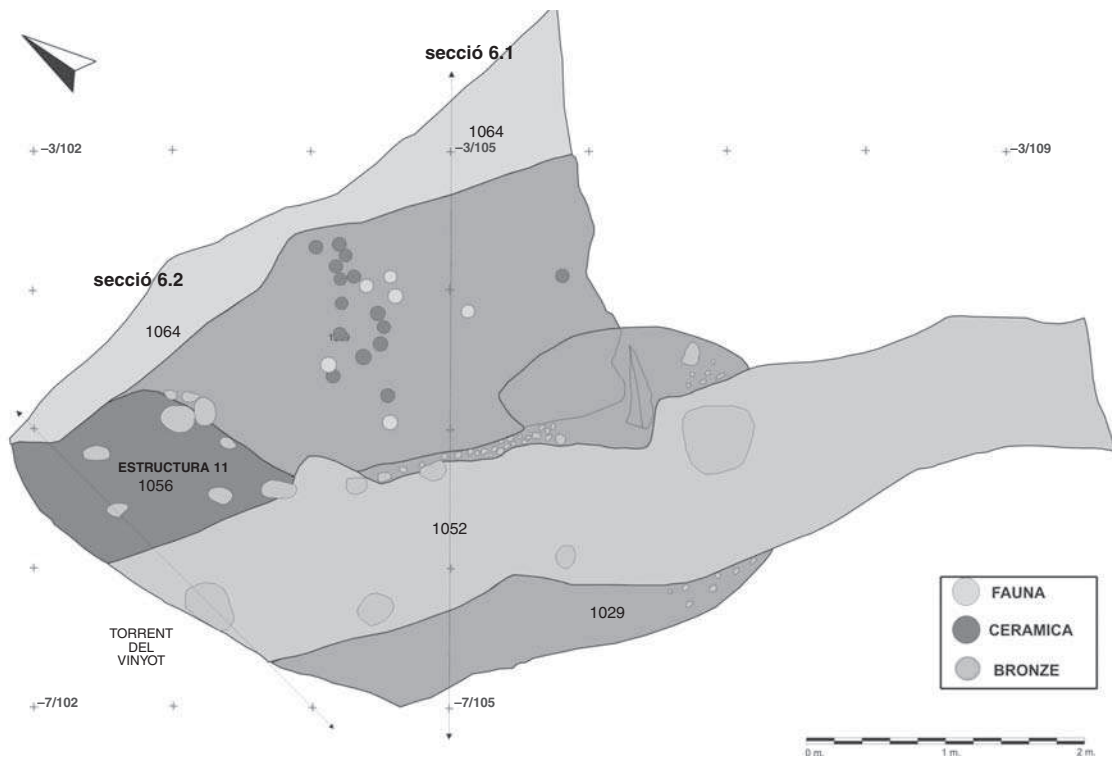 secció 6.1
1064
–3/102
–3/105
–3/109
secció 6.2
1064
ESTRUCTURA 11
1056
1052
1029
TORRENT
DEL
VINYOT
FAUNA
CERAMICA
BRONZE
–7/102
–7/105
0 m.
1 m.
2 m.